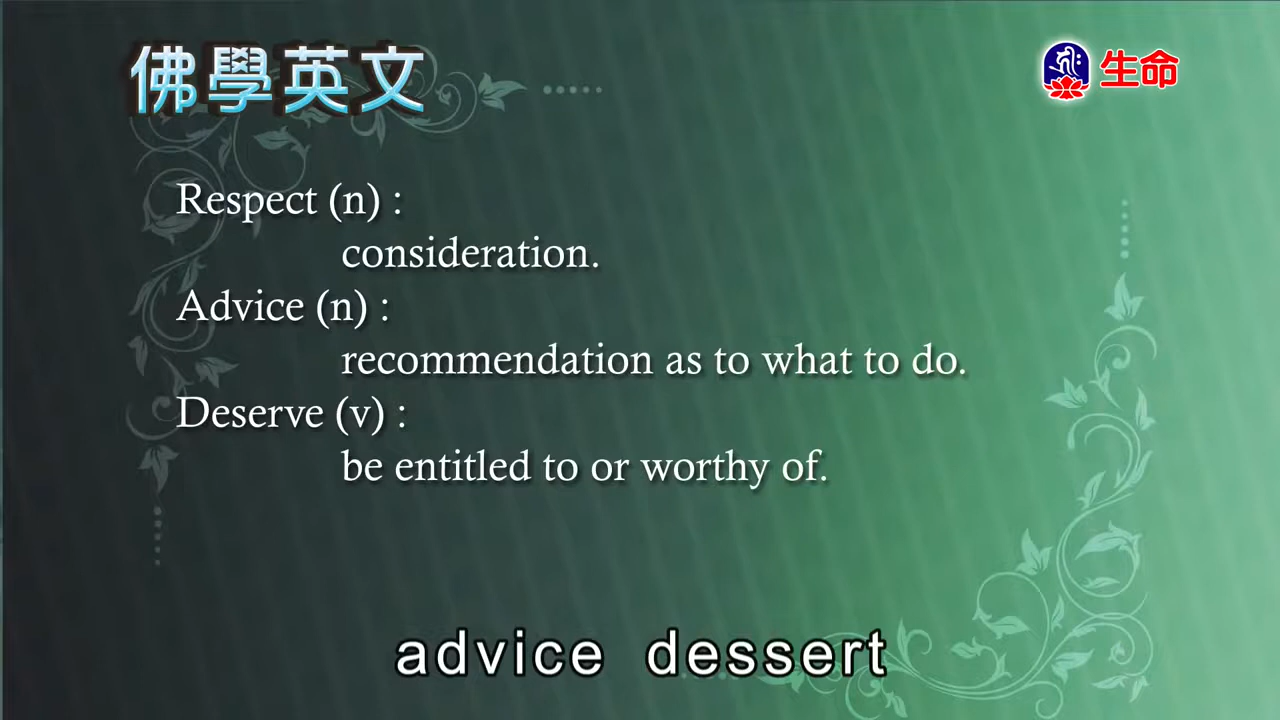 佛學英文
生命
Respect (n) :
consideration.
Advice (n) :
recommendation as to what to do.
Deserve (v) :
be entitled to or worthy of.
advice dessert